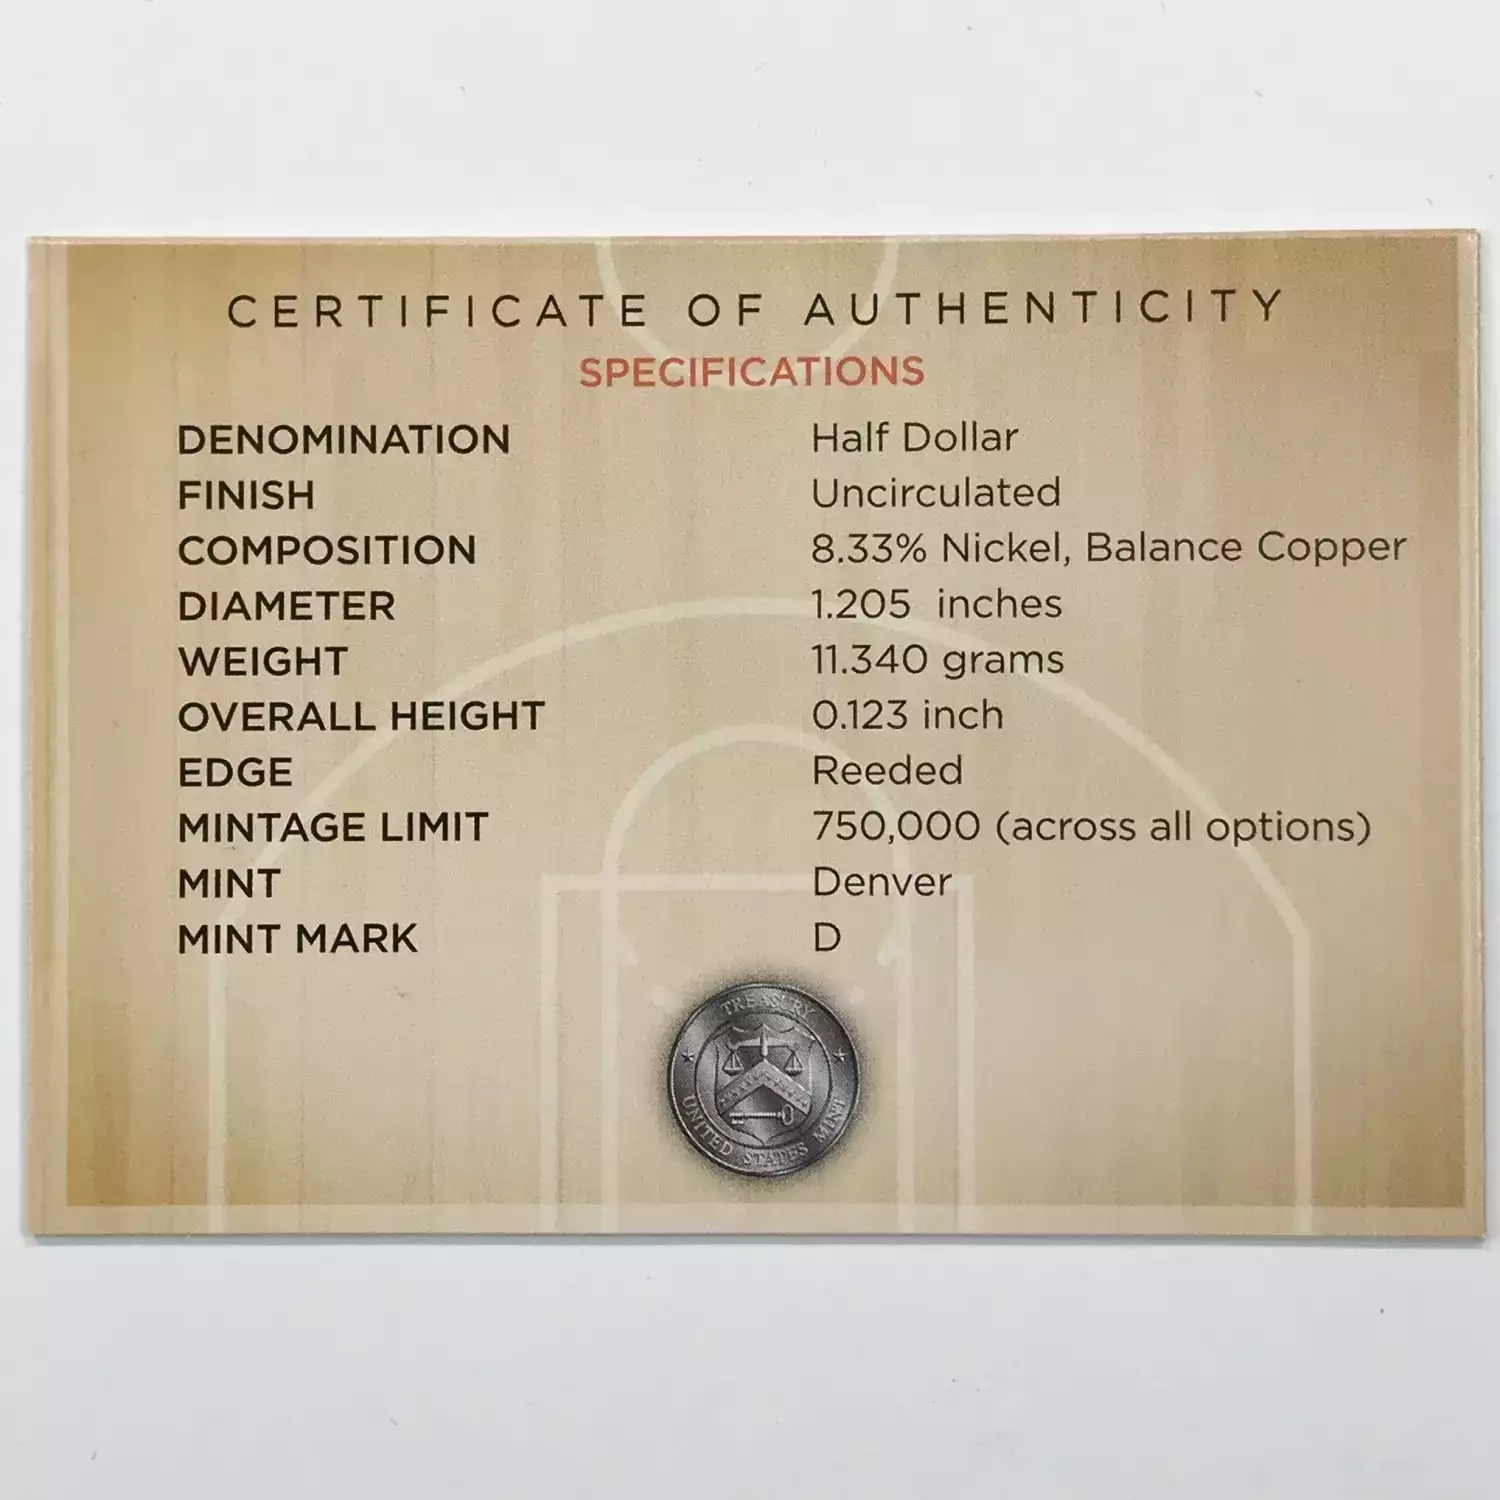 CERTIFICATE OF AUTHENTICITY
SPECIFICATIONS
DENOMINATION Half Dollar
FINISH Uncirculated
COMPOSITION 8.33% Nickel, Balance Copper
DIAMETER 1.205 inches
WEIGHT 11.340 grams
OVERALL HEIGHT 0.123 inch
EDGE Reeded
MINTAGE LIMIT 750,000 (across all options)
MINT Denver
MINT MARK D
TREASURY
UNITED STATES MINT